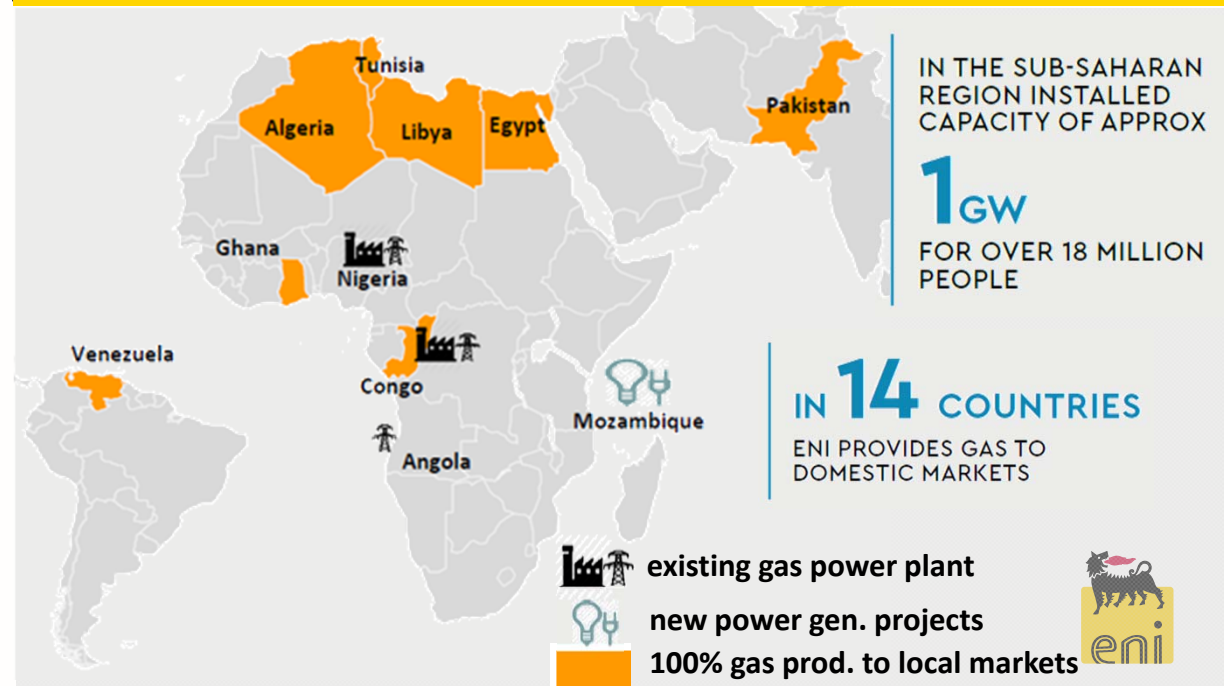 Tunisia
Algeria
Libya
Egypt
Pakistan
Ghana
Nigeria
Venezuela
Congo
Angola
Mozambique
IN THE SUB-SAHARAN
REGION INSTALLED
CAPACITY OF APPROX
1GW
FOR OVER 18 MILLION
PEOPLE
IN 14 COUNTRIES
ENI PROVIDES GAS TO
DOMESTIC MARKETS
existing gas power plant
new power gen. projects
100% gas prod. to local markets
eni